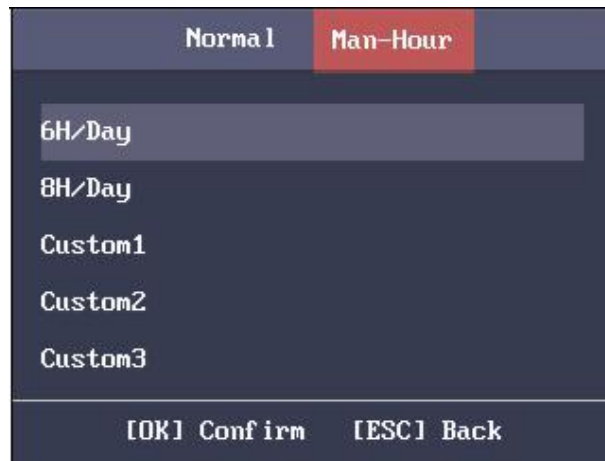 Normal Man-Hour
6H/Day
8H/Day
Custom1
Custom2
Custom3
[OK] Confirm [ESC] Back